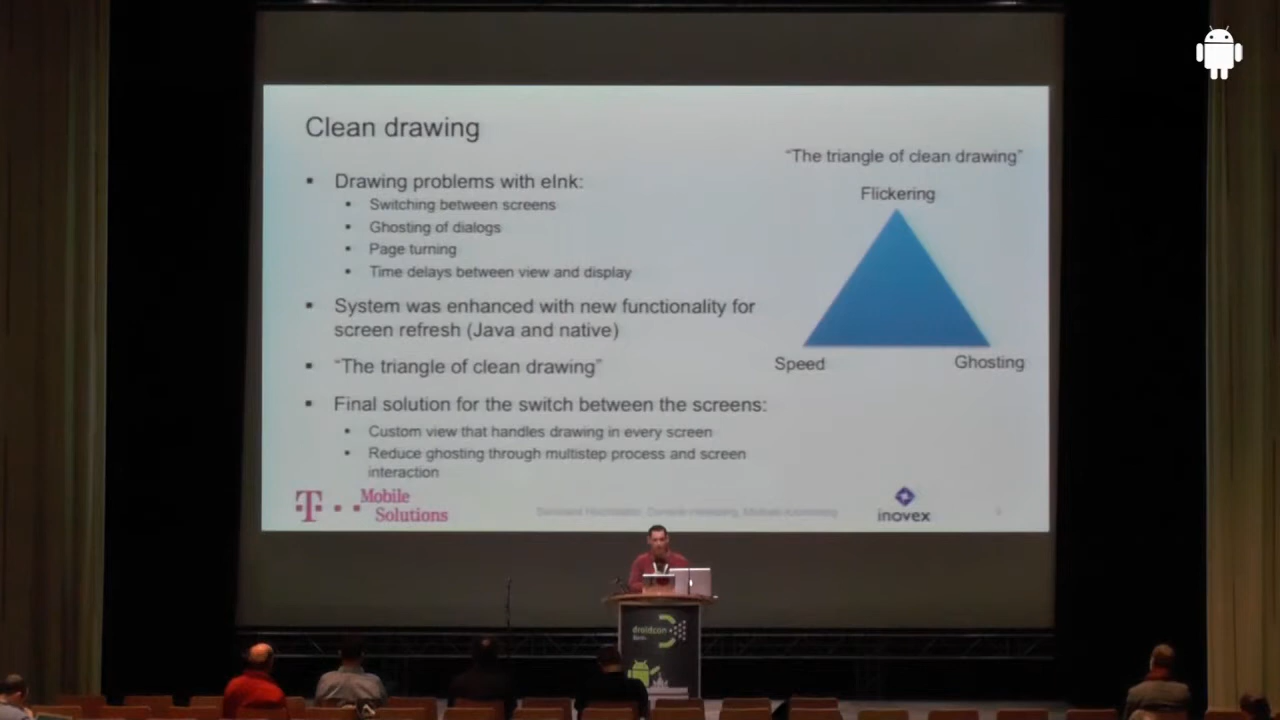 Clean drawing
"The triangle of clean drawing"
Flickering
Speed
Ghosting
▪ Drawing problems with eInk:
▪ Switching between screens
▪ Ghosting of dialogs
▪ Page turning
▪ Time delays between view and display
▪ System was enhanced with new functionality for
screen refresh (Java and native)
▪ "The triangle of clean drawing"
▪ Final solution for the switch between the screens:
▪ Custom view that handles drawing in every screen
▪ Reduce ghosting through multistep process and screen
interaction
T Mobile
Solutions
inovex
droidcon